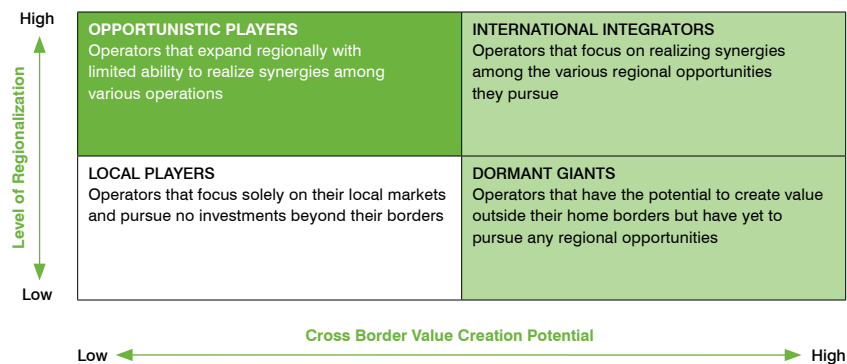 High
OPPORTUNISTIC PLAYERS
Operators that expand regionally with
limited ability to realize synergies among
various operations
INTERNATIONAL INTEGRATORS
Operators that focus on realizing synergies
among the various regional opportunities
they pursue
Level of Regionalization
LOCAL PLAYERS
Operators that focus solely on their local markets
and pursue no investments beyond their borders
DORMANT GIANTS
Operators that have the potential to create value
outside their home borders but have yet to
pursue any regional opportunities
Low
Cross Border Value Creation Potential
Low
High